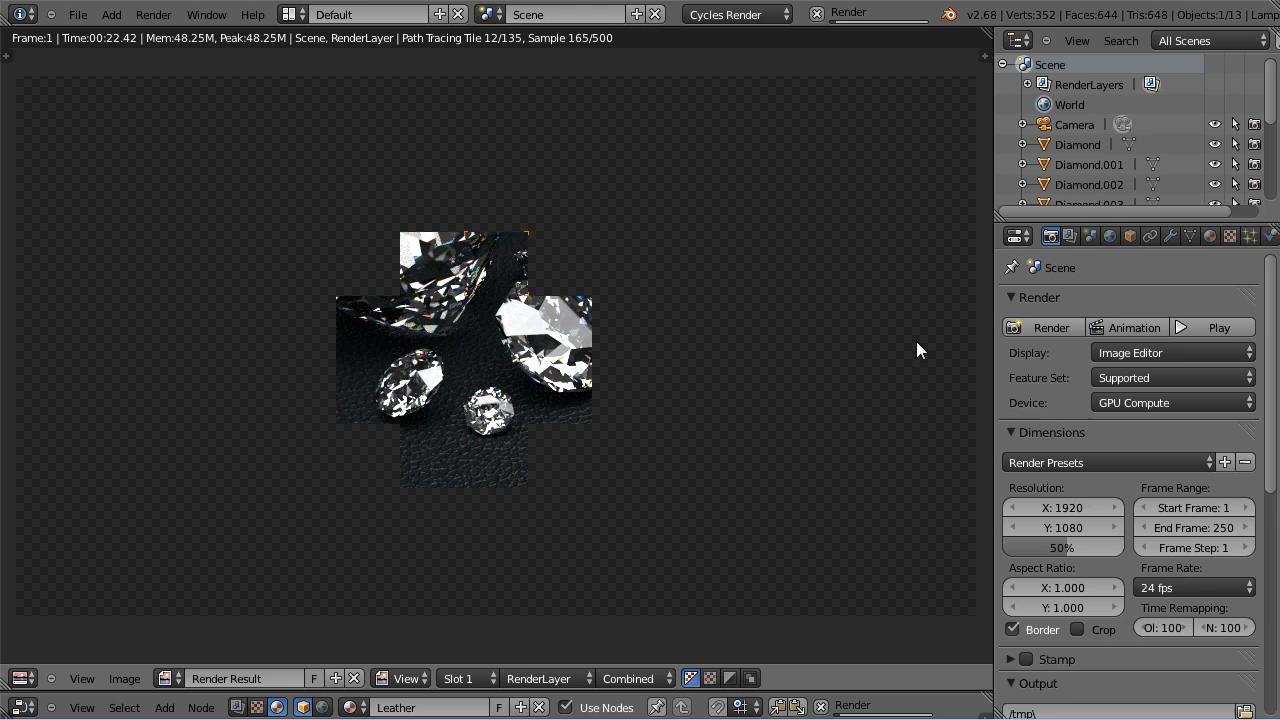 File Add Render Window Help Default Scene Cycles Render Render v2.68 | Verts:352 | Faces:644 | Tris:648 | Objects:1/13 | Lamp
Frame:1 | Time:00:22.42 | Mem:48.25M, Peak:48.25M | Scene, RenderLayer | Path Tracing Tile 12/135, Sample 165/500
View Search All Scenes
Scene
RenderLayers |
World
Camera |
Diamond |
Diamond.001 |
Diamond.002 |
Diamond.003
Scene
Render
Render Animation Play
Display: Image Editor
Feature Set: Supported
Device: GPU Compute
Dimensions
Render Presets
Resolution: Frame Range:
X: 1920 Start Frame: 1
Y: 1080 End Frame: 250
50% Frame Step: 1
Aspect Ratio: Frame Rate:
X: 1.000 24 fps
Y: 1.000 Time Remapping:
Border Crop Ol: 100 N: 100
Stamp
Output
/tmp\
View Image Render Result F View Slot 1 RenderLayer Combined
View Select Add Node Leather F Use Nodes Render